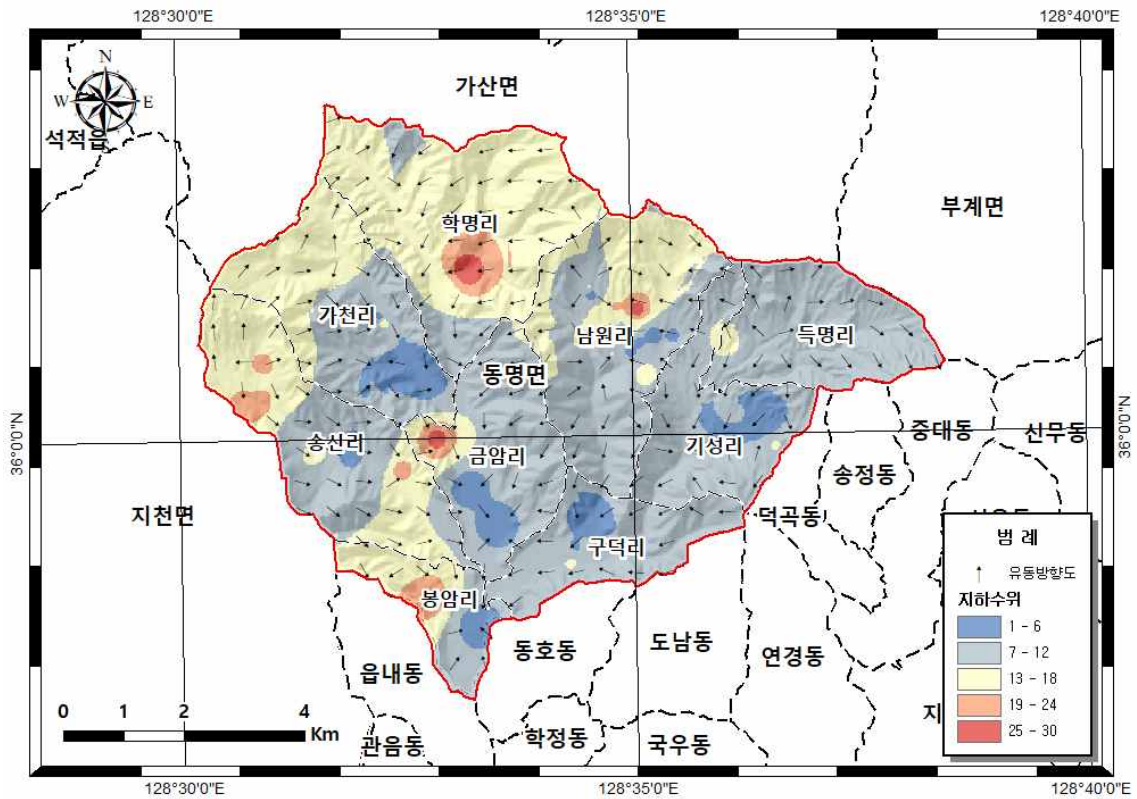 128°30'0"E
128°35'0"E
128°40'0"E
N
W
E
S
가산면
석적읍
부계면
학명리
가천리
남원리
득명리
동명면
36°0'0"N
36°0'0"N
송산리
금암리
기성리
중대동
신무동
송정동
지천면
덕곡동
구덕리
봉암리
동호동
도남동
연경동
읍내동
관음동
학정동
국우동
지
범 례
유동방향도
지하수위
1 - 6
7 - 12
13 - 18
19 - 24
25 - 30
0
1
2
4
Km
128°30'0"E
128°35'0"E
128°40'0"E